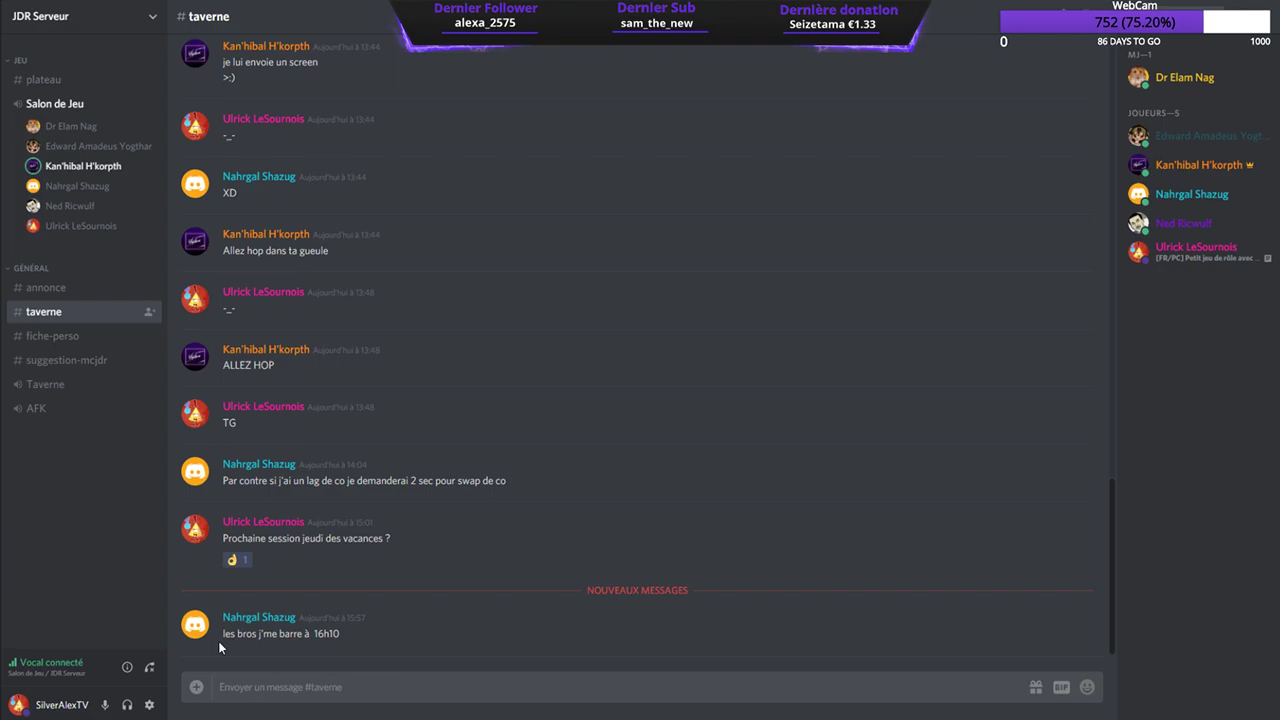 JDR Serveur
JEU
plateau
Salon de Jeu
Dr Elam Nag
Edward Amadeus Yogthar
Kan'hibal H'korpth
Nahrgal Shazug
Ned Ricwulf
Ulrick LeSournois
GÉNÉRAL
annonce
taverne
fiche-perso
suggestion-mcjdr
Taverne
AFK
Vocal connecté
Salon de Jeu / JDR Serveur
SilverAlexTV
# taverne
Dernier Follower
alexa_2575
Dernier Sub
sam_the_new
Dernière donation
Seizetama €1.33
WebCam
752 (75.20%)
0
86 DAYS TO GO
1000
Kan'hibal H'korpth Aujourd'hui à 13:44
je lui envoie un screen
>:)
Ulrick LeSournois Aujourd'hui à 13:44
-_-
Nahrgal Shazug Aujourd'hui à 13:44
XD
Kan'hibal H'korpth Aujourd'hui à 13:44
Allez hop dans ta gueule
Ulrick LeSournois Aujourd'hui à 13:48
-_-
Kan'hibal H'korpth Aujourd'hui à 13:48
ALLEZ HOP
Ulrick LeSournois Aujourd'hui à 13:48
TG
Nahrgal Shazug Aujourd'hui à 14:04
Par contre si j'ai un lag de co je demanderai 2 sec pour swap de co
Ulrick LeSournois Aujourd'hui à 15:01
Prochaine session jeudi des vacances ?
👌 1
NOUVEAUX MESSAGES
Nahrgal Shazug Aujourd'hui à 15:57
les bros j'me barre à 16h10
Envoyer un message #taverne
GIF
MJ—1
Dr Elam Nag
JOUEURS—5
Edward Amadeus Yogt...
Kan'hibal H'korpth
Nahrgal Shazug
Ned Ricwulf
Ulrick LeSournois
[FR/PC] Petit jeu de rôle avec ...